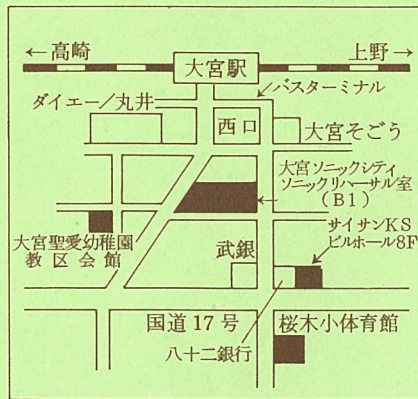 ←高崎
上野→
大宮駅
バスターミナル
ダイエー/丸井
西口
大宮そごう
大宮ソニックシティ
ソニックリハーサル室
(B1)
サイサンKS
ビルホール8F
大宮聖愛幼稚園
教区会館
武銀
国道17号
八十二銀行
桜木小体育館